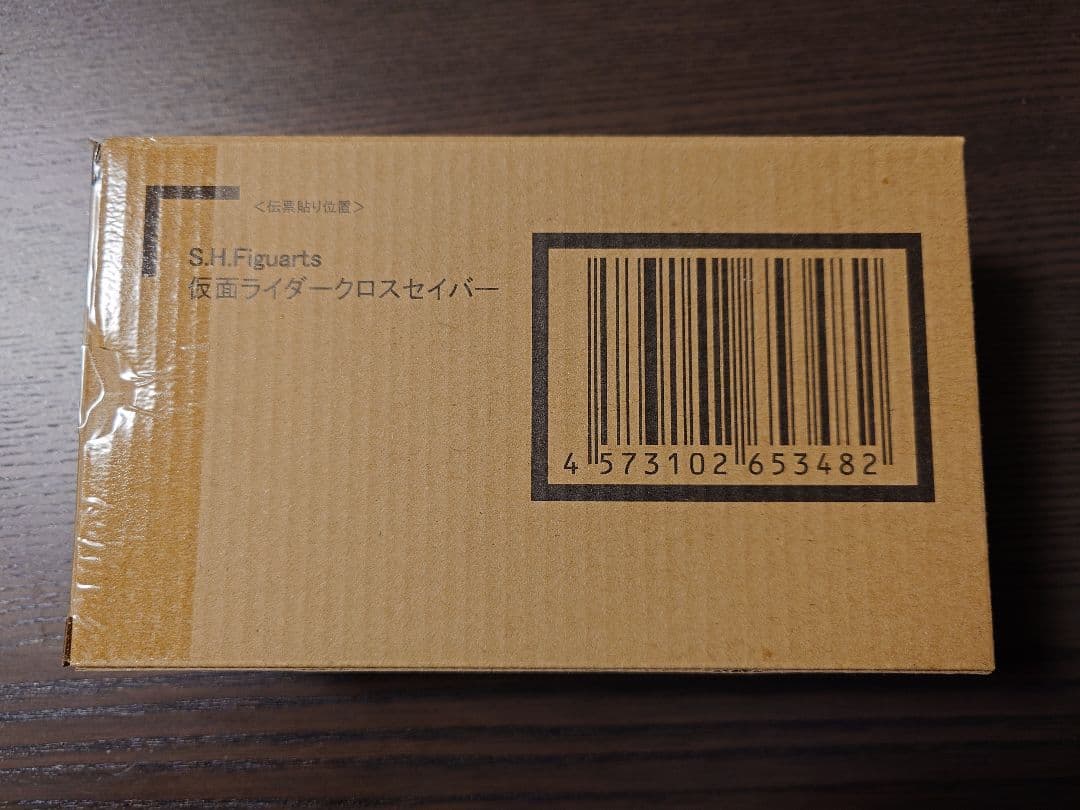 <伝票貼り位置>
S.H.Figuarts
仮面ライダークロスセイバー
4 573102 653482